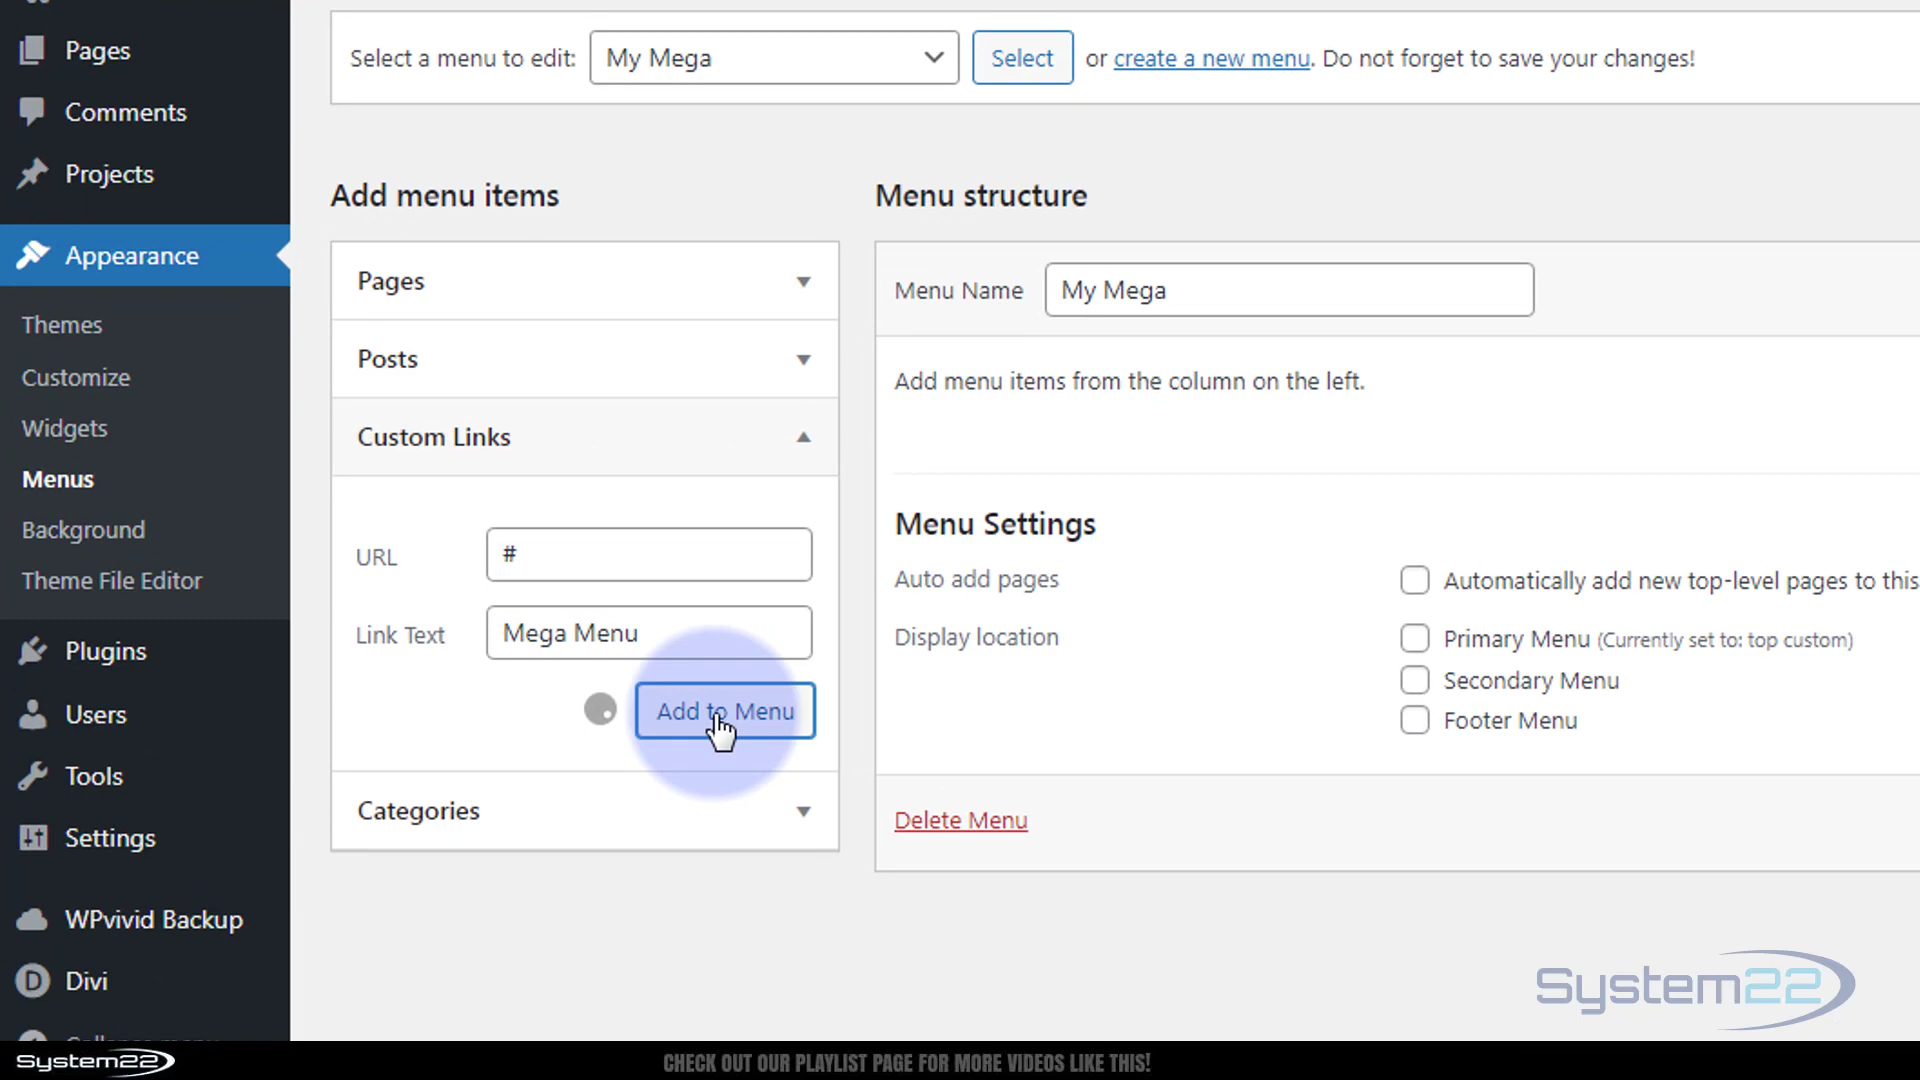 Pages
Comments
Projects
Appearance
Themes
Customize
Widgets
Menus
Background
Theme File Editor
Plugins
Users
Tools
Settings
WPvivid Backup
Divi
Collapse menu
Select a menu to edit: My Mega Select or create a new menu. Do not forget to save your changes!
Add menu items
Pages
Posts
Custom Links
URL #
Link Text Mega Menu
Add to Menu
Categories
Menu structure
Menu Name My Mega
Add menu items from the column on the left.
Menu Settings
Auto add pages Automatically add new top-level pages to this
Display location Primary Menu (Currently set to: top custom)
Secondary Menu
Footer Menu
Delete Menu
System22
System22 CHECK OUT OUR PLAYLIST PAGE FOR MORE VIDEOS LIKE THIS!